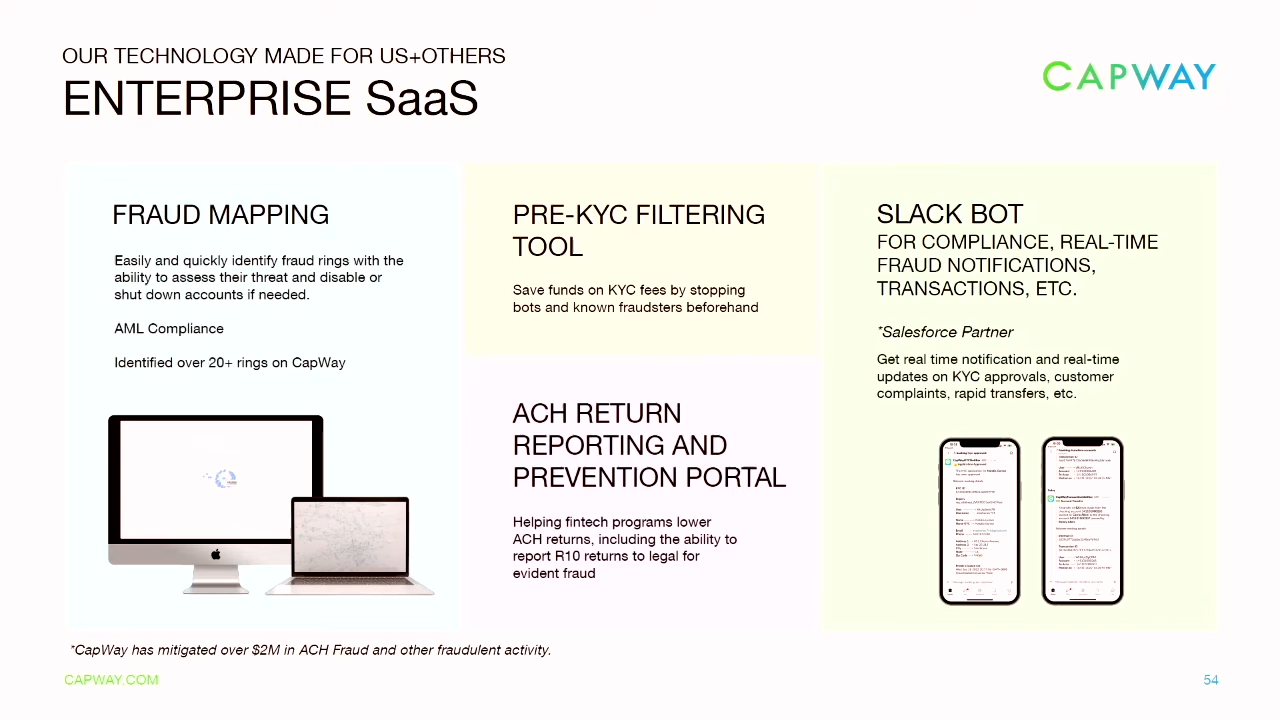 OUR TECHNOLOGY MADE FOR US+OTHERS
ENTERPRISE SaaS
CAPWAY
FRAUD MAPPING
Easily and quickly identify fraud rings with the
ability to assess their threat and disable or
shut down accounts if needed.
AML Compliance
Identified over 20+ rings on CapWay
PRE-KYC FILTERING
TOOL
Save funds on KYC fees by stopping
bots and known fraudsters beforehand
ACH RETURN
REPORTING AND
PREVENTION PORTAL
Helping fintech programs lower
ACH returns, including the ability to
report R10 returns to legal for
evident fraud
SLACK BOT
FOR COMPLIANCE, REAL-TIME
FRAUD NOTIFICATIONS,
TRANSACTIONS, ETC.
*Salesforce Partner
Get real time notification and real-time
updates on KYC approvals, customer
complaints, rapid transfers, etc.
*CapWay has mitigated over $2M in ACH Fraud and other fraudulent activity.
CAPWAY.COM
54